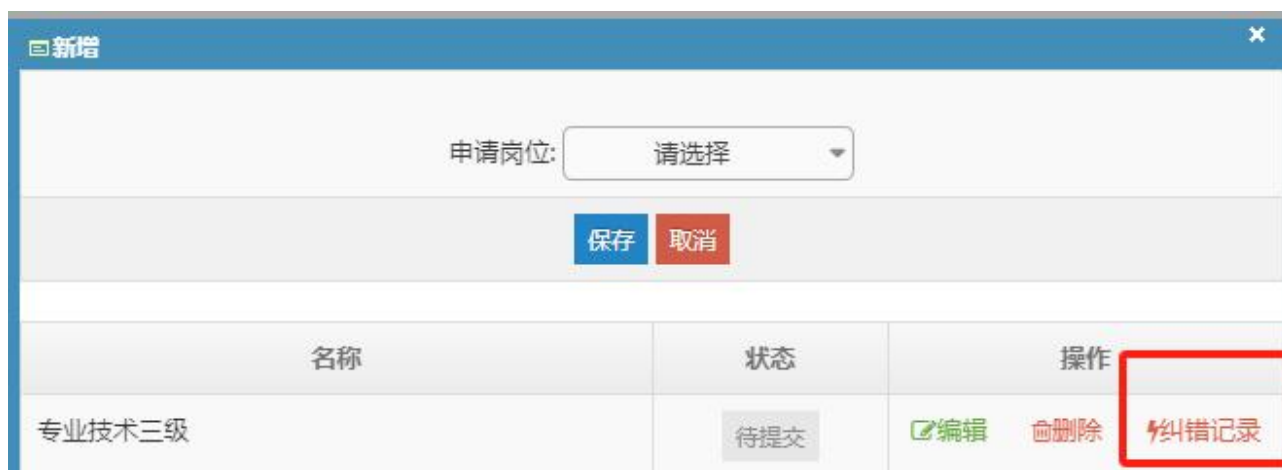 新增
申请岗位: 请选择
保存 取消
名称 状态 操作
专业技术三级 待提交 编辑 删除 纠错记录